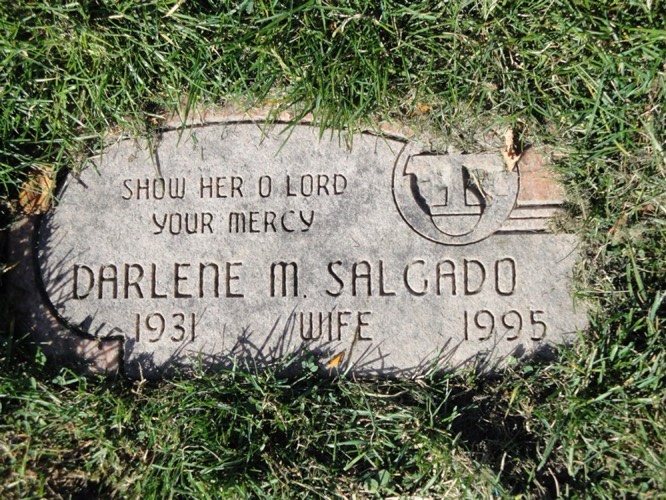 SHOW HER O LORD
YOUR MERCY
DARLENE M. SALGADO
1931 WIFE 1995